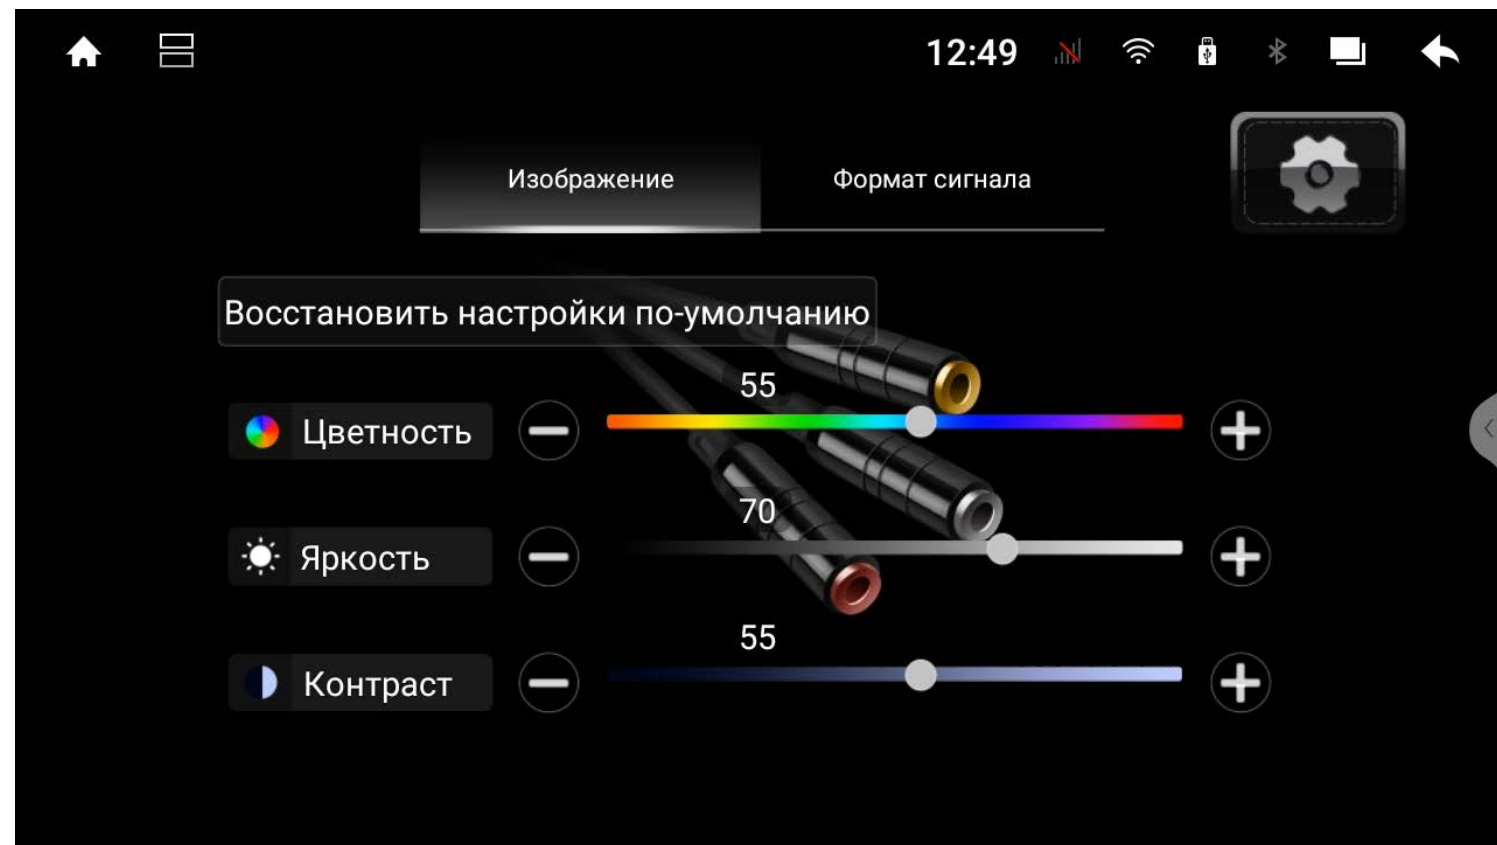 12:49
Изображение
Формат сигнала
Восстановить настройки по-умолчанию
55
Цветность
70
Яркость
55
Контраст